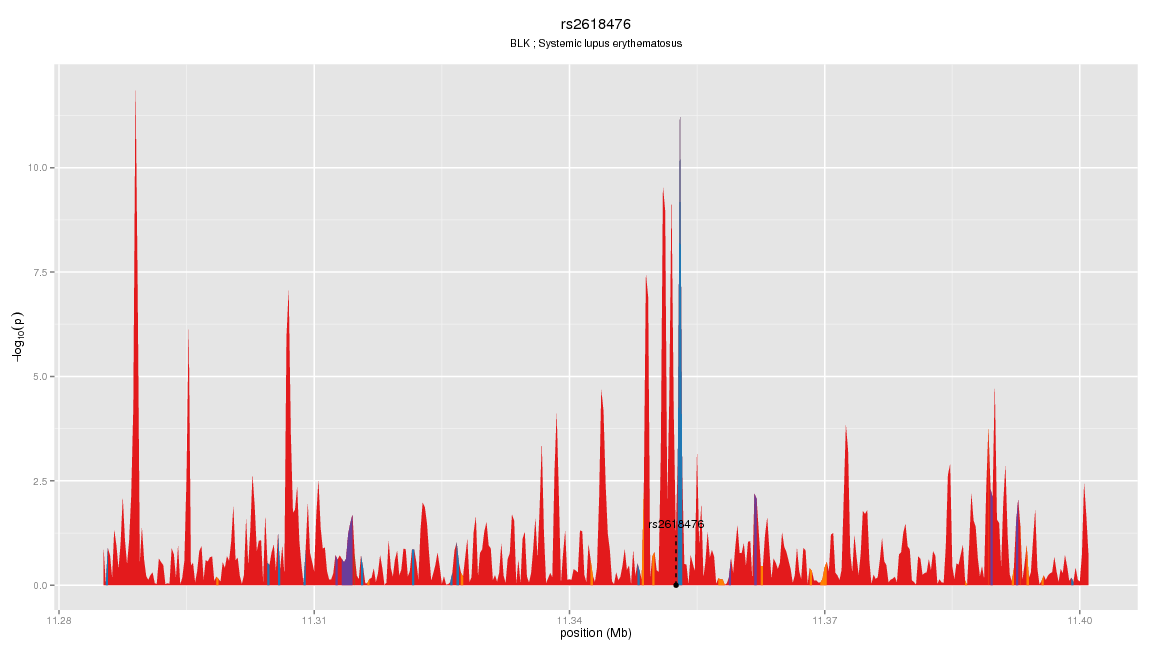 rs2618476
BLK ; Systemic lupus erythematosus
10.0
7.5
5.0
2.5
0.0
−log10(p)
rs2618476
11.28
11.31
11.34
11.37
11.40
position (Mb)